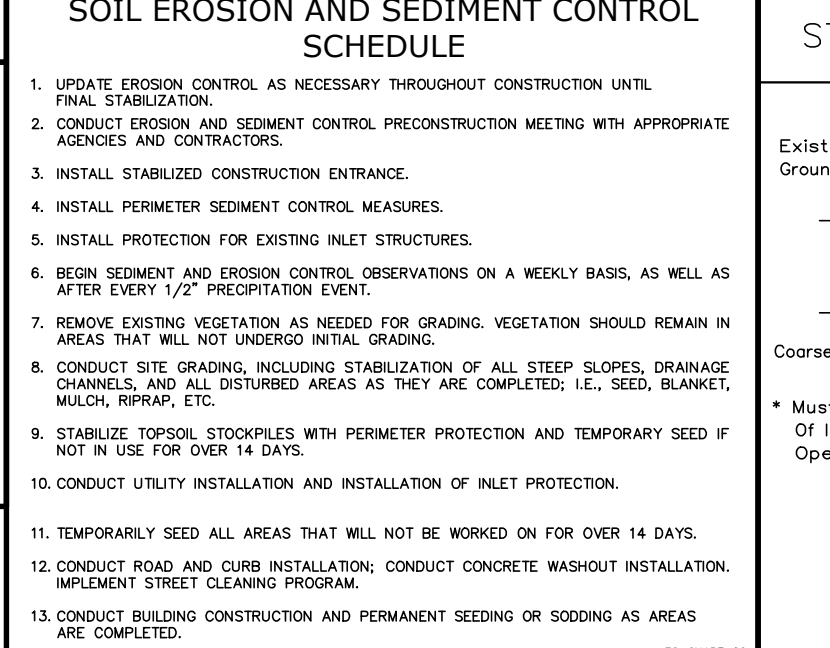 SOIL EROSION AND SEDIMENT CONTROL
SCHEDULE
1. UPDATE EROSION CONTROL AS NECESSARY THROUGHOUT CONSTRUCTION UNTIL
FINAL STABILIZATION.
2. CONDUCT EROSION AND SEDIMENT CONTROL PRECONSTRUCTION MEETING WITH APPROPRIATE
AGENCIES AND CONTRACTORS.
3. INSTALL STABILIZED CONSTRUCTION ENTRANCE.
4. INSTALL PERIMETER SEDIMENT CONTROL MEASURES.
5. INSTALL PROTECTION FOR EXISTING INLET STRUCTURES.
6. BEGIN SEDIMENT AND EROSION CONTROL OBSERVATIONS ON A WEEKLY BASIS, AS WELL AS
AFTER EVERY 1/2" PRECIPITATION EVENT.
7. REMOVE EXISTING VEGETATION AS NEEDED FOR GRADING. VEGETATION SHOULD REMAIN IN
AREAS THAT WILL NOT UNDERGO INITIAL GRADING.
8. CONDUCT SITE GRADING, INCLUDING STABILIZATION OF ALL STEEP SLOPES, DRAINAGE
CHANNELS, AND ALL DISTURBED AREAS AS THEY ARE COMPLETED; I.E., SEED, BLANKET,
MULCH, RIPRAP, ETC.
9. STABILIZE TOPSOIL STOCKPILES WITH PERIMETER PROTECTION AND TEMPORARY SEED IF
NOT IN USE FOR OVER 14 DAYS.
10. CONDUCT UTILITY INSTALLATION AND INSTALLATION OF INLET PROTECTION.
11. TEMPORARILY SEED ALL AREAS THAT WILL NOT BE WORKED ON FOR OVER 14 DAYS.
12. CONDUCT ROAD AND CURB INSTALLATION; CONDUCT CONCRETE WASHOUT INSTALLATION.
IMPLEMENT STREET CLEANING PROGRAM.
13. CONDUCT BUILDING CONSTRUCTION AND PERMANENT SEEDING OR SODDING AS AREAS
ARE COMPLETED.
ST
Exist
Groun
Coarse
* Must
Of I
Ope